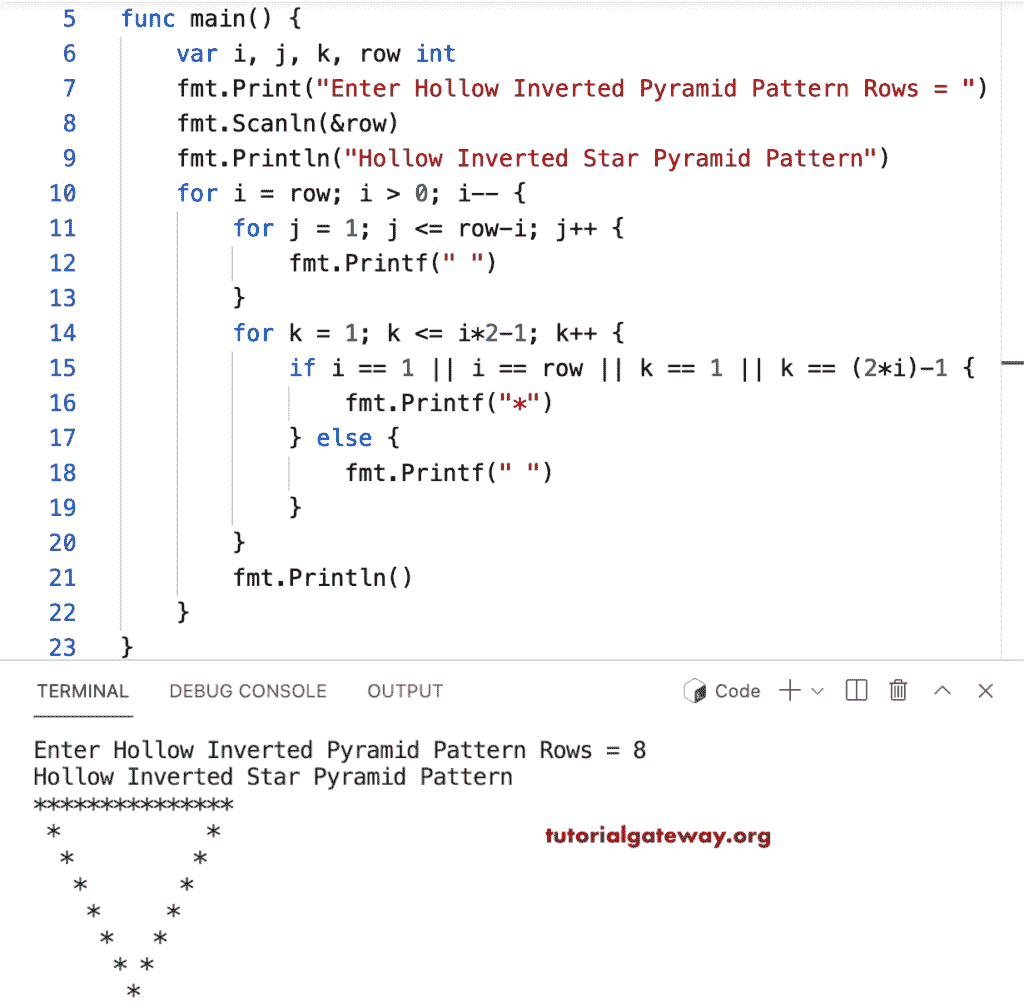 5 func main() {
6     var i, j, k, row int
7     fmt.Print("Enter Hollow Inverted Pyramid Pattern Rows = ")
8     fmt.Scanln(&row)
9     fmt.Println("Hollow Inverted Star Pyramid Pattern")
10     for i = row; i > 0; i-- {
11         for j = 1; j <= row-i; j++ {
12             fmt.Printf(" ")
13         }
14         for k = 1; k <= i*2-1; k++ {
15             if i == 1 || i == row || k == 1 || k == (2*i)-1 {
16                 fmt.Printf("*")
17             } else {
18                 fmt.Printf(" ")
19             }
20         }
21         fmt.Println()
22     }
23 }
TERMINAL DEBUG CONSOLE OUTPUT Code
Enter Hollow Inverted Pyramid Pattern Rows = 8
Hollow Inverted Star Pyramid Pattern
***************
 *           *
tutorialgateway.org
  *         *
   *       *
    *     *
     *   *
      * *
       *